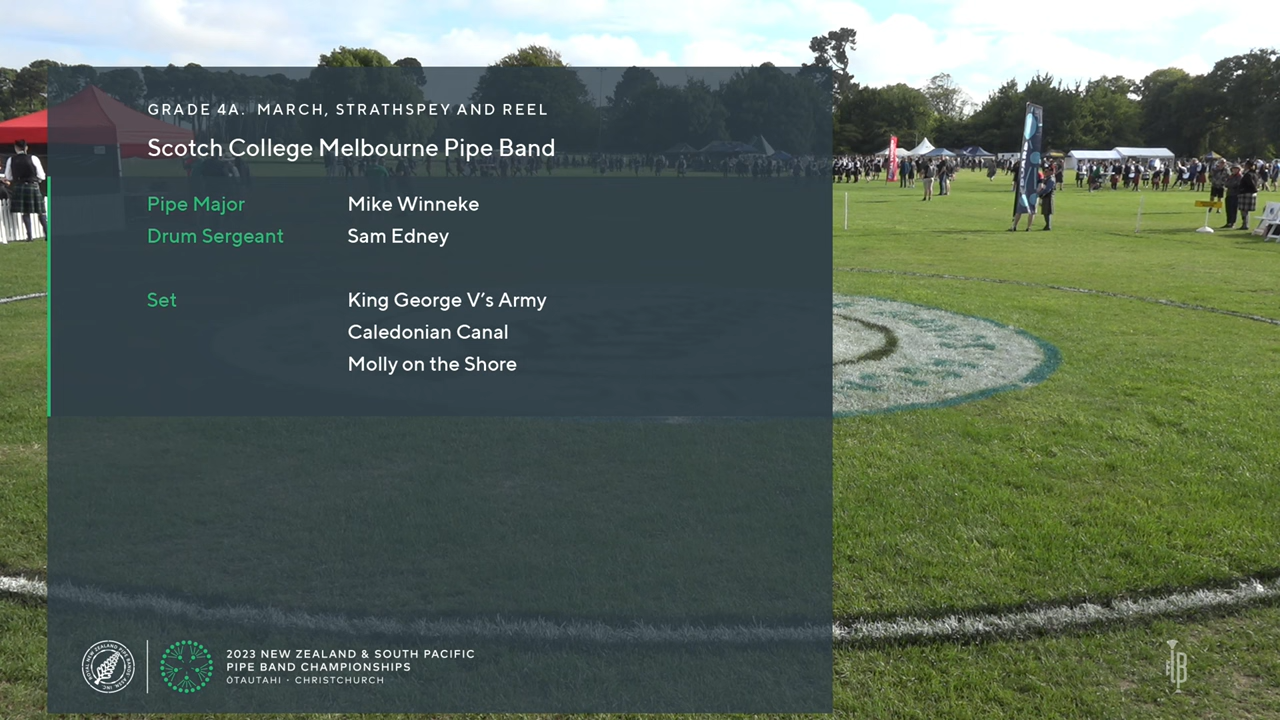 GRADE 4A. MARCH, STRATHSPEY AND REEL
Scotch College Melbourne Pipe Band
Pipe Major Mike Winneke
Drum Sergeant Sam Edney
Set King George V’s Army
Caledonian Canal
Molly on the Shore
2023 NEW ZEALAND & SOUTH PACIFIC
PIPE BAND CHAMPIONSHIPS
ŌTAUTAHI · CHRISTCHURCH